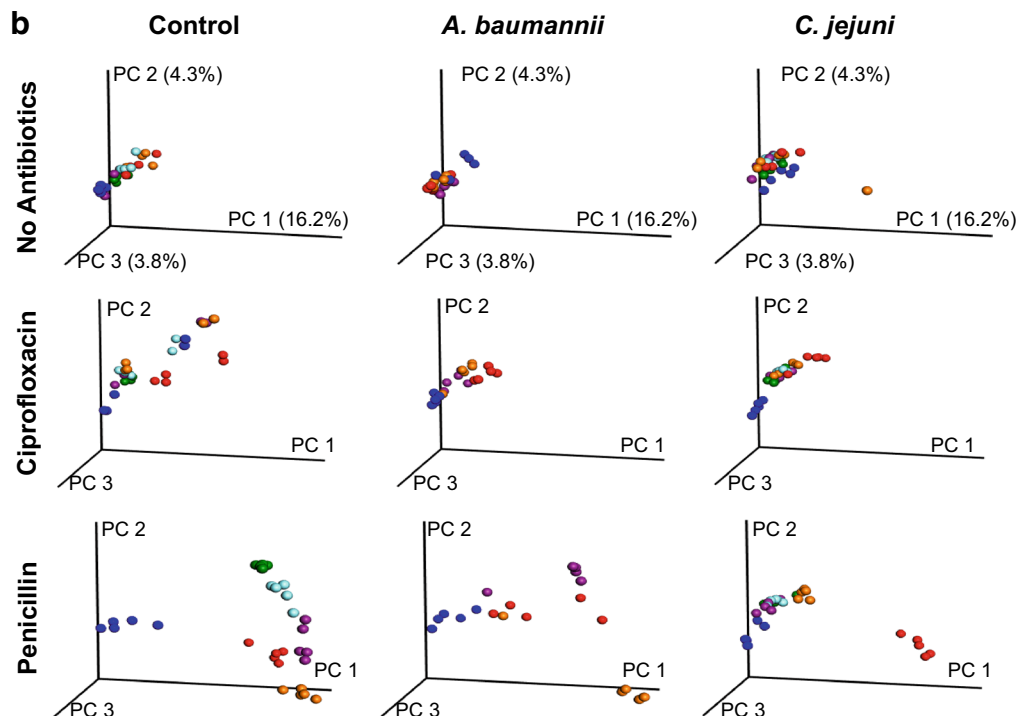 b
Control
A. baumannii
C. jejuni
No Antibiotics
PC 2 (4.3%)
PC 1 (16.2%)
PC 3 (3.8%)
PC 2 (4.3%)
PC 1 (16.2%)
PC 3 (3.8%)
PC 2 (4.3%)
PC 1 (16.2%)
PC 3 (3.8%)
Ciprofloxacin
PC 2
PC 1
PC 3
PC 2
PC 1
PC 3
PC 2
PC 1
PC 3
Penicillin
PC 2
PC 1
PC 3
PC 2
PC 1
PC 3
PC 2
PC 1
PC 3